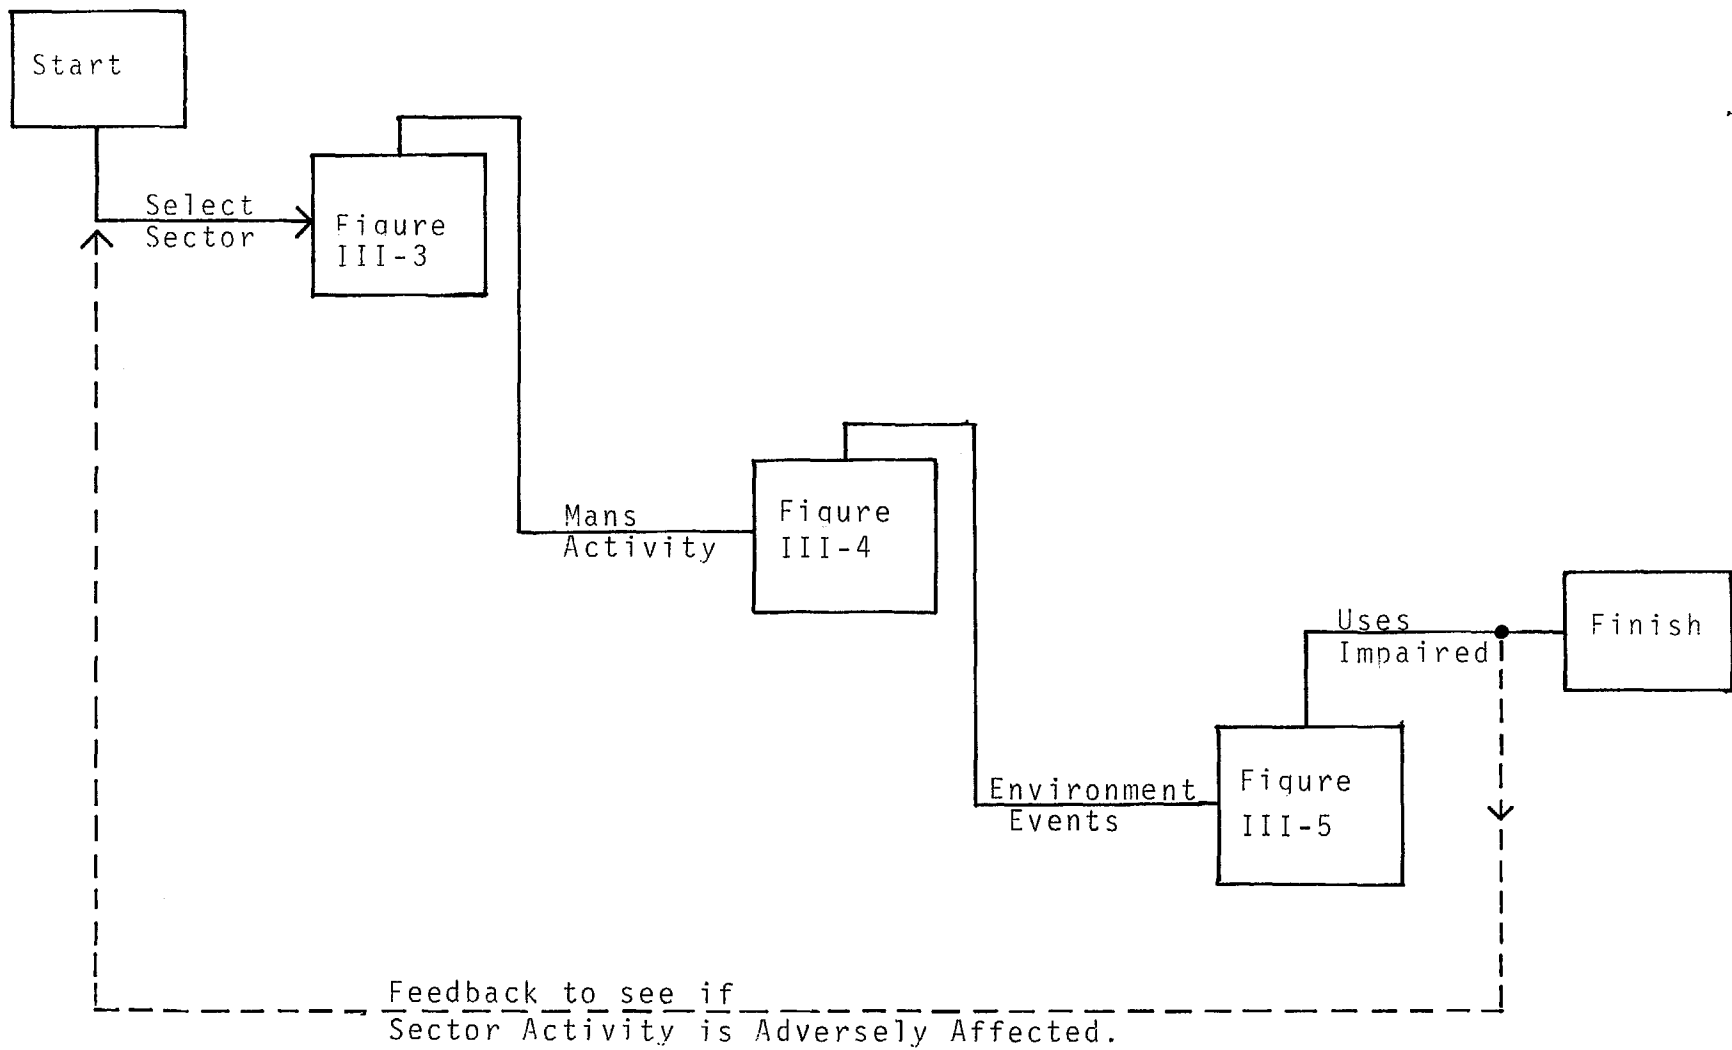 Start
Select
Sector
Figure
III-3
Mans
Activity
Figure
III-4
Environment
Events
Figure
III-5
Uses
Impaired
Finish
Feedback to see if
Sector Activity is Adversely Affected.